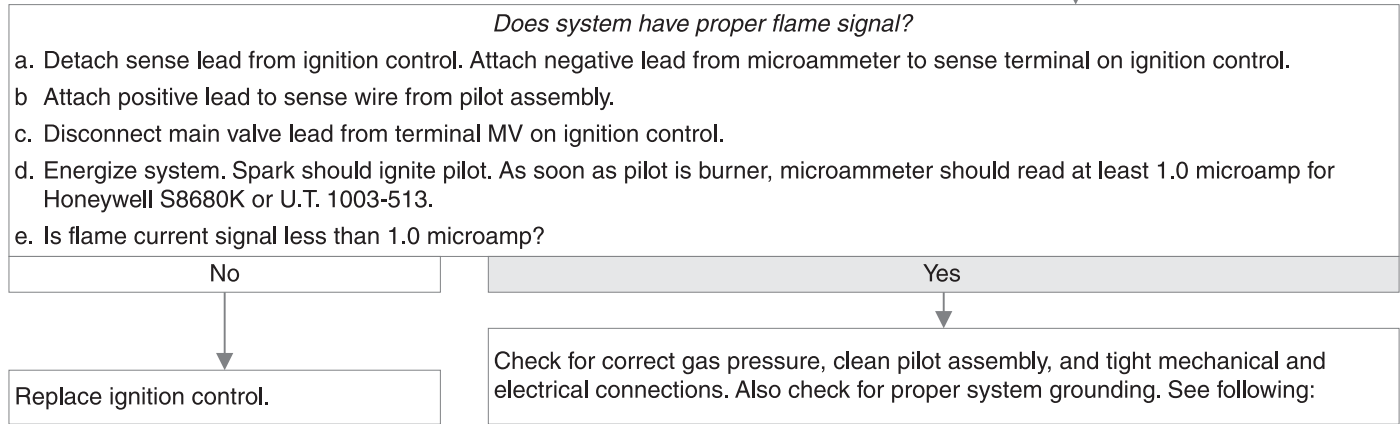 Does system have proper flame signal?
a. Detach sense lead from ignition control. Attach negative lead from microammeter to sense terminal on ignition control.
b Attach positive lead to sense wire from pilot assembly.
c. Disconnect main valve lead from terminal MV on ignition control.
d. Energize system. Spark should ignite pilot. As soon as pilot is burner, microammeter should read at least 1.0 microamp for
Honeywell S8680K or U.T. 1003-513.
e. Is flame current signal less than 1.0 microamp?
No
Yes
Replace ignition control.
Check for correct gas pressure, clean pilot assembly, and tight mechanical and
electrical connections. Also check for proper system grounding. See following: